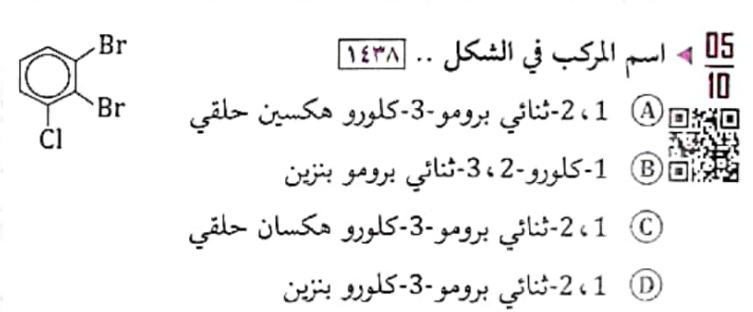 05
10
اسم المركب في الشكل .. ١٤٣٨
A 1 ، 2-ثنائي برومو-3-كلورو هكسين حلقي
B 1-كلورو-2 ، 3-ثنائي برومو بنزين
C 1 ، 2-ثنائي برومو-3-كلورو هكسان حلقي
D 1 ، 2-ثنائي برومو-3-كلورو بنزين
Br
Br
Cl